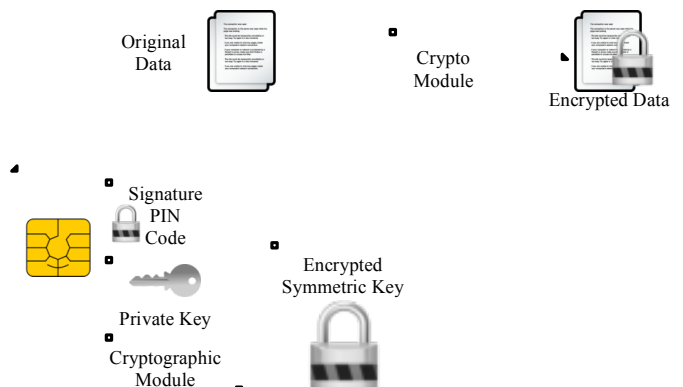 Original
Data
Crypto
Module
Encrypted Data
Signature
PIN
Code
Encrypted
Symmetric Key
Private Key
Cryptographic
Module